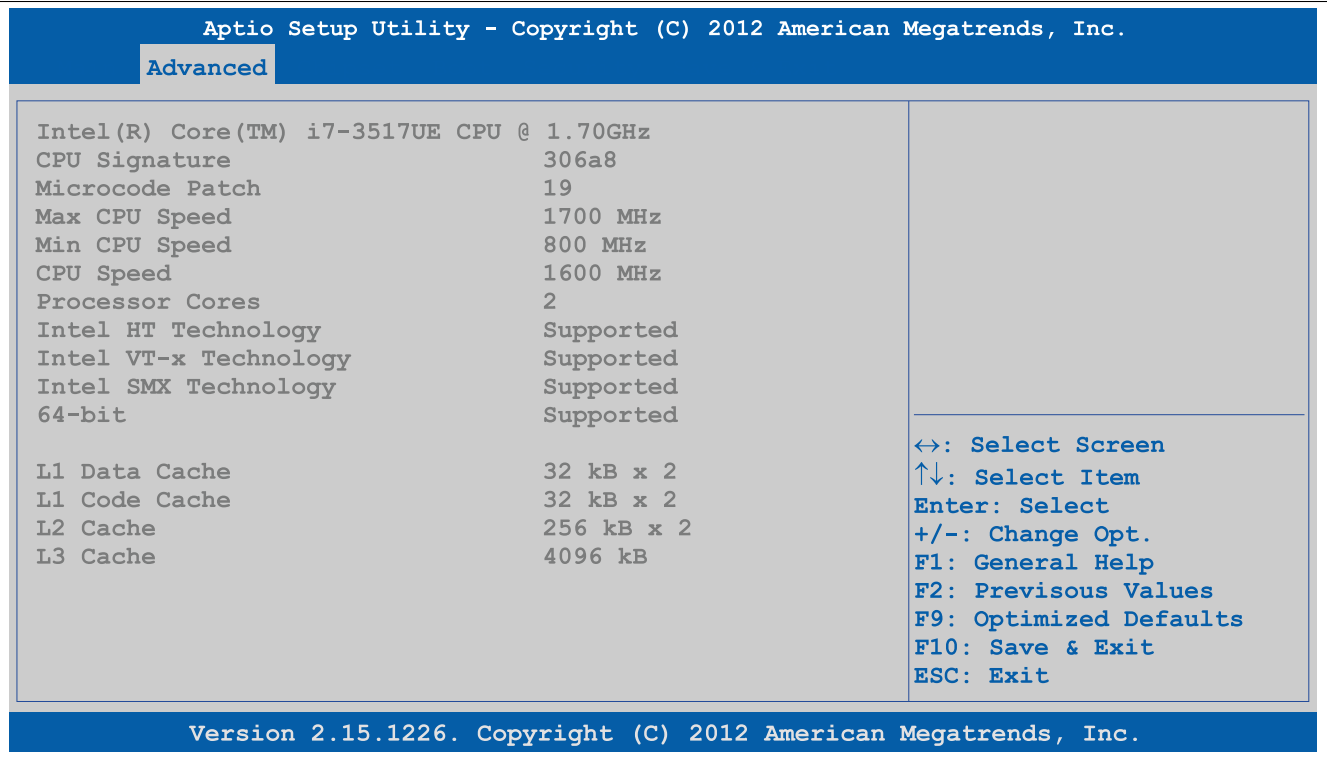 Aptio Setup Utility - Copyright (C) 2012 American Megatrends, Inc.
Advanced
Intel(R) Core(TM) i7-3517UE CPU @ 1.70GHz
CPU Signature 306a8
Microcode Patch 19
Max CPU Speed 1700 MHz
Min CPU Speed 800 MHz
CPU Speed 1600 MHz
Processor Cores 2
Intel HT Technology Supported
Intel VT-x Technology Supported
Intel SMX Technology Supported
64-bit Supported
L1 Data Cache 32 kB x 2
L1 Code Cache 32 kB x 2
L2 Cache 256 kB x 2
L3 Cache 4096 kB
↔: Select Screen
↑↓: Select Item
Enter: Select
+/-: Change Opt.
F1: General Help
F2: Previsous Values
F9: Optimized Defaults
F10: Save & Exit
ESC: Exit
Version 2.15.1226. Copyright (C) 2012 American Megatrends, Inc.